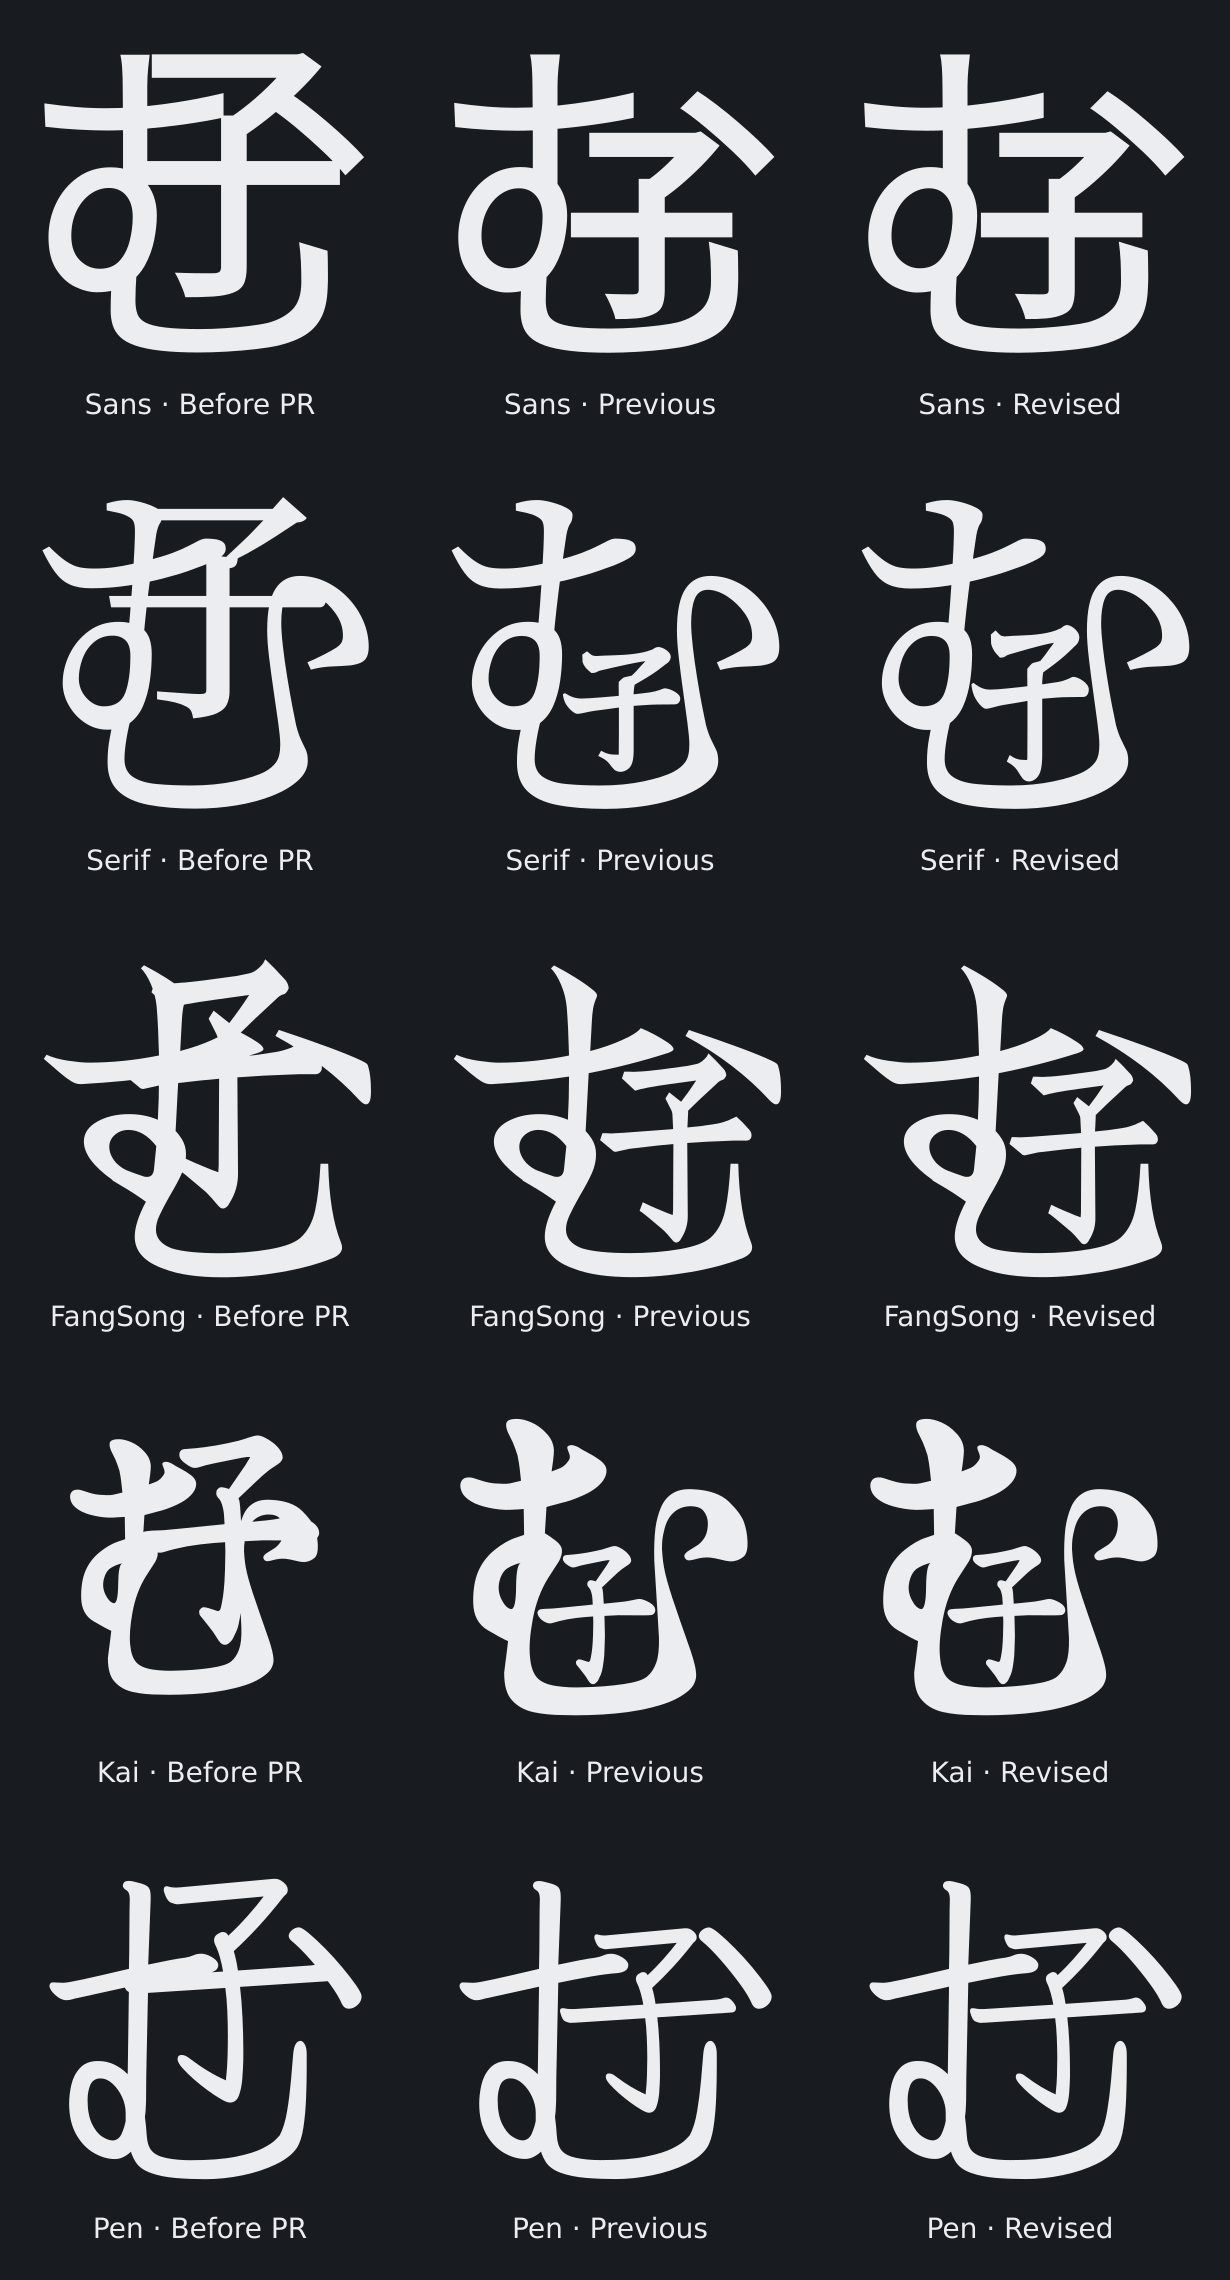 Sans · Before PR
Sans · Previous
Sans · Revised
Serif · Before PR
Serif · Previous
Serif · Revised
FangSong · Before PR
FangSong · Previous
FangSong · Revised
Kai · Before PR
Kai · Previous
Kai · Revised
Pen · Before PR
Pen · Previous
Pen · Revised